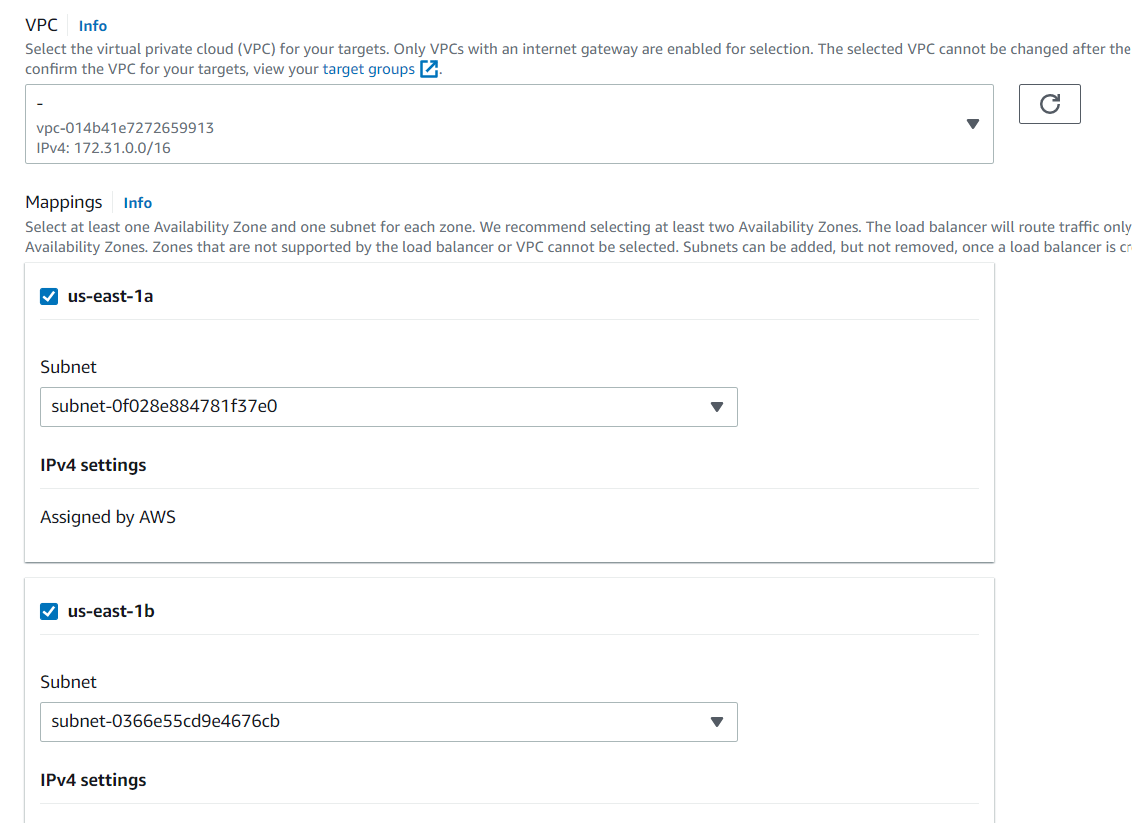 VPC Info
Select the virtual private cloud (VPC) for your targets. Only VPCs with an internet gateway are enabled for selection. The selected VPC cannot be changed after the
confirm the VPC for your targets, view your target groups.
-
vpc-014b41e7272659913
IPv4: 172.31.0.0/16
Mappings Info
Select at least one Availability Zone and one subnet for each zone. We recommend selecting at least two Availability Zones. The load balancer will route traffic only
Availability Zones. Zones that are not supported by the load balancer or VPC cannot be selected. Subnets can be added, but not removed, once a load balancer is
us-east-1a
Subnet
subnet-0f028e884781f37e0
IPv4 settings
Assigned by AWS
us-east-1b
Subnet
subnet-0366e55cd9e4676cb
IPv4 settings